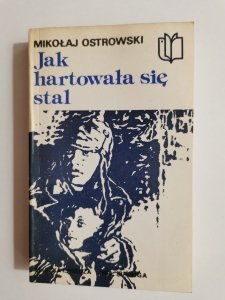 MIKOŁAJ OSTROWSKI
Jak
hartowała się
stal